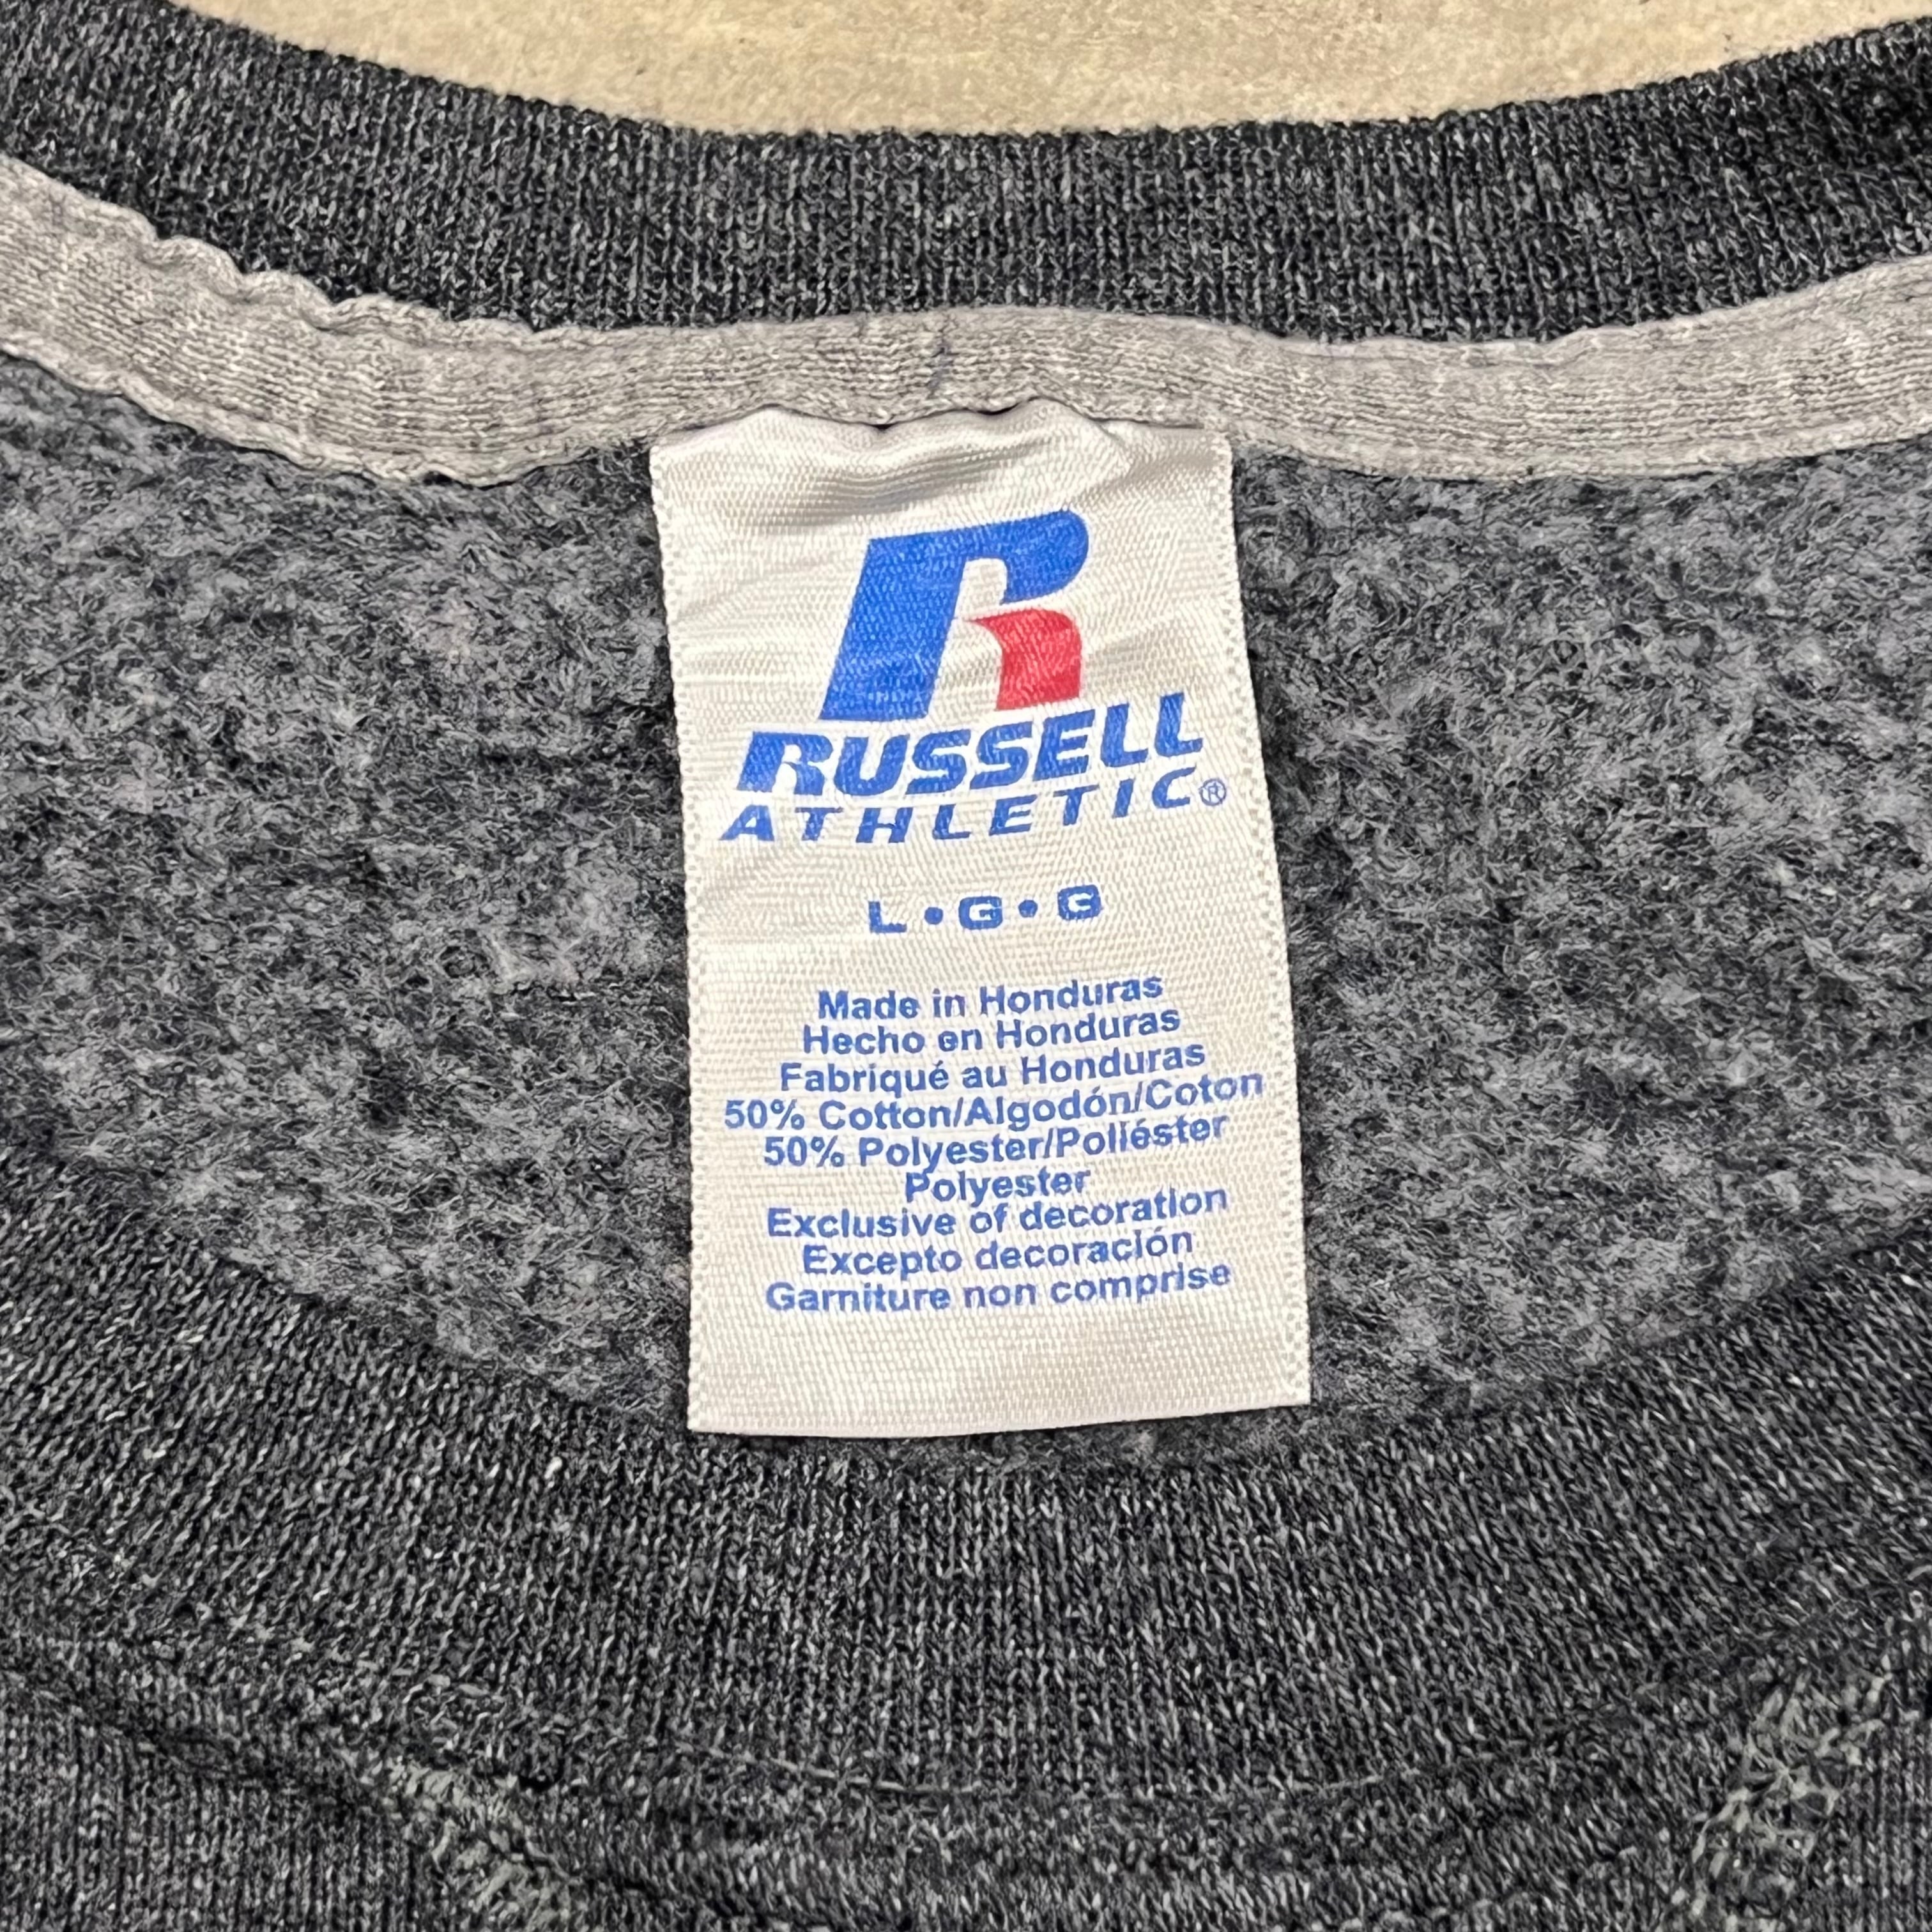 RUSSELL
ATHLETIC®
L • G • G
Made in Honduras
Hecho en Honduras
Fabriqué au Honduras
50% Cotton/Algodón/Coton
50% Polyester/Poliéster
Polyester
Exclusive of decoration
Excepto decoración
Garniture non comprise